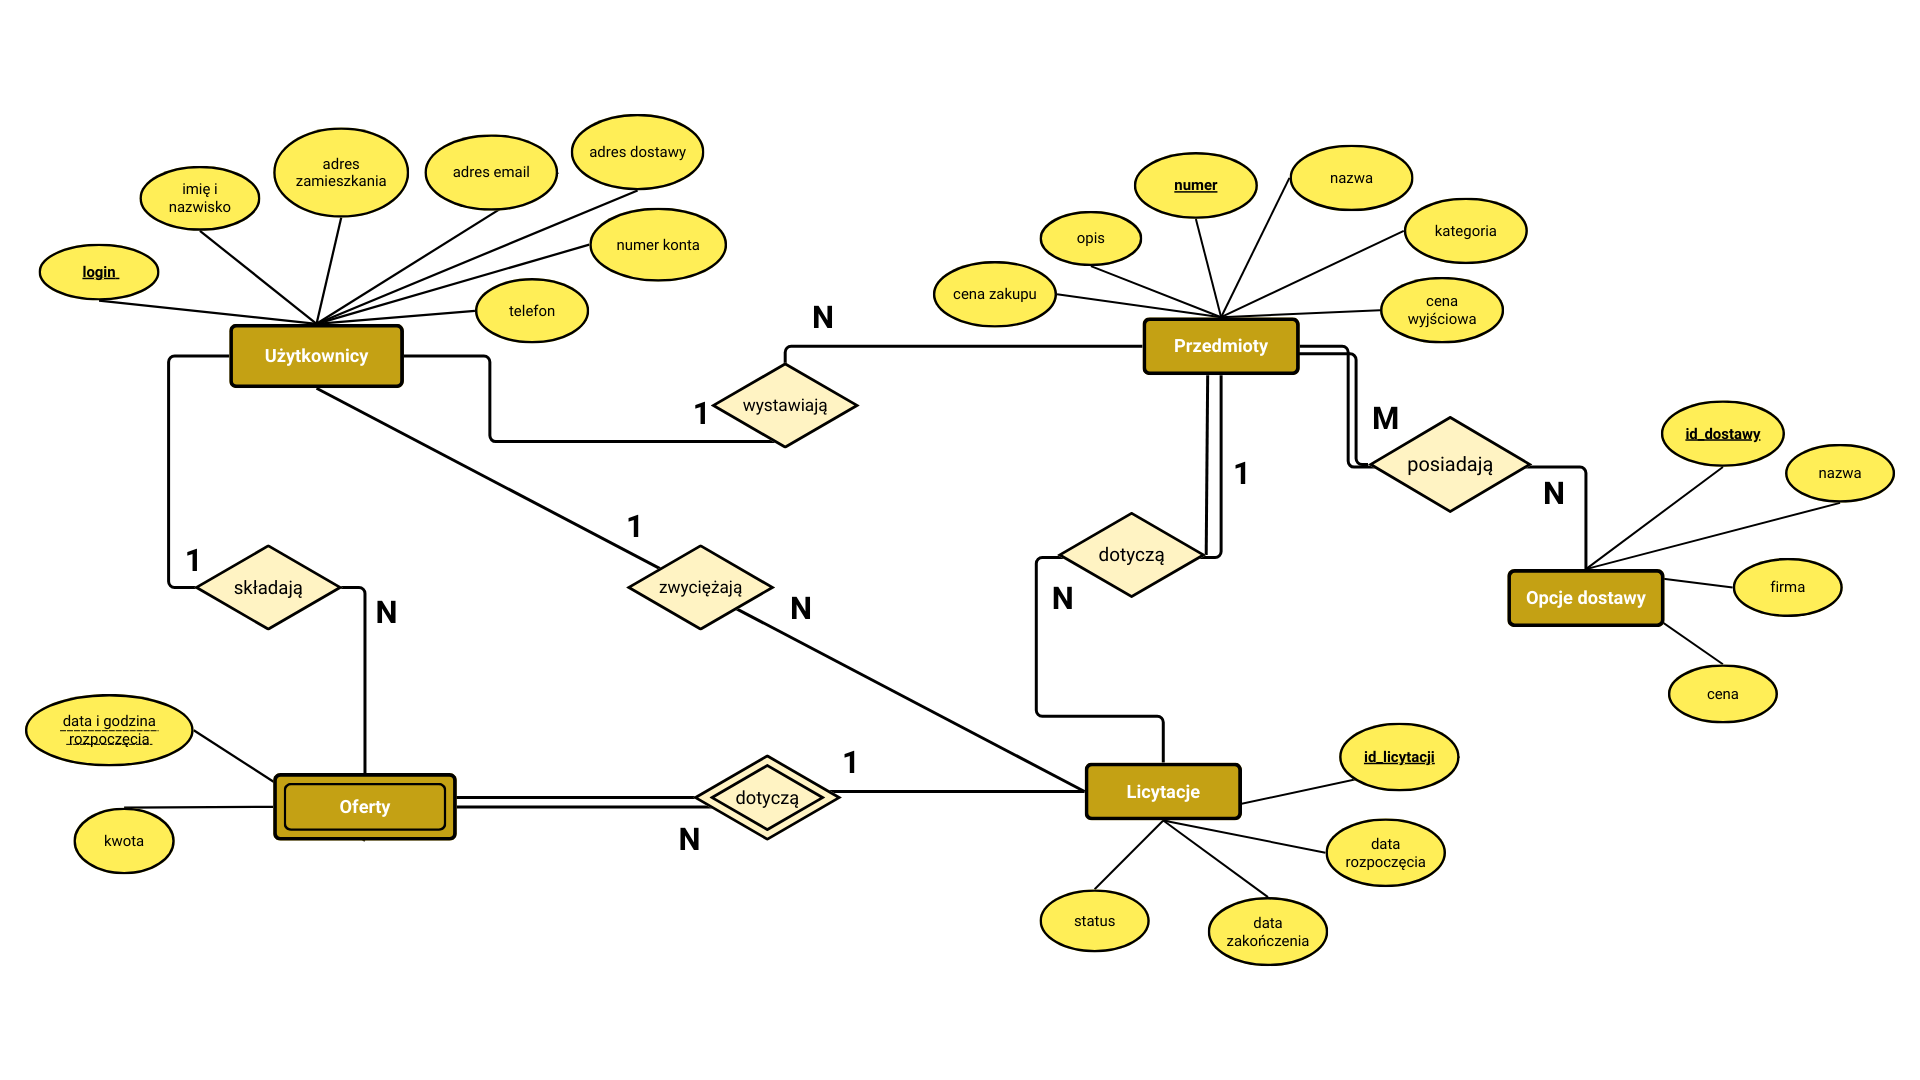 adres dostawy
adres
zamieszkania
adres email
imię i
nazwisko
numer konta
login
telefon
Użytkownicy
nazwa
numer
opis
kategoria
cena zakupu
cena
wyjściowa
Przedmioty
N
1
wystawiają
M
posiadają
N
id_dostawy
nazwa
firma
Opcje dostawy
cena
1
dotyczą
N
1
zwyciężają
N
1
składają
N
data i godzina
rozpoczęcia
Oferty
kwota
1
dotyczą
N
Licytacje
id_licytacji
data
rozpoczęcia
status
data
zakończenia